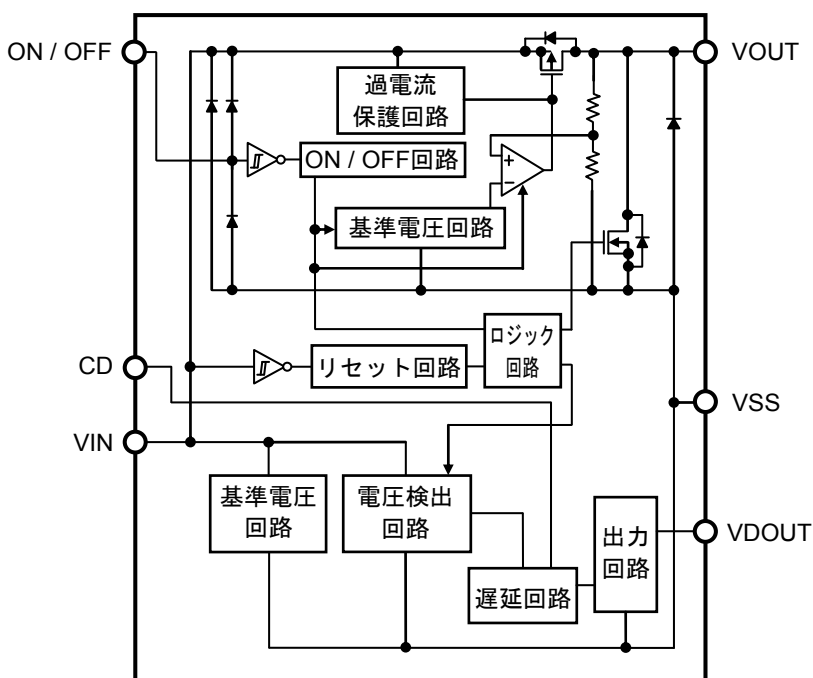 ON / OFF
VOUT
過電流
保護回路
ON / OFF回路
+
−
基準電圧回路
ロジック
回路
CD
リセット回路
VSS
VIN
基準電圧
回路
電圧検出
回路
出力
回路
VDOUT
遅延回路